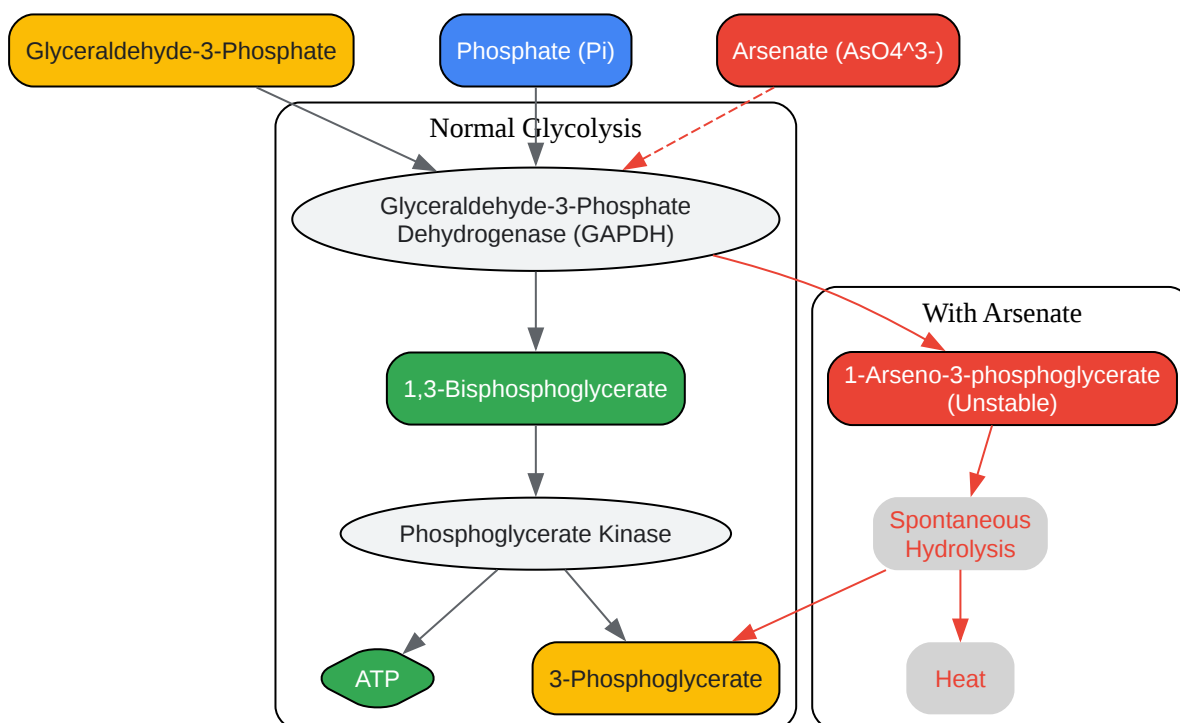 Glyceraldehyde-3-Phosphate
Phosphate (Pi)
Arsenate (AsO4^3-)
Normal Glycolysis
Glyceraldehyde-3-Phosphate
Dehydrogenase (GAPDH)
With Arsenate
1,3-Bisphosphoglycerate
1-Arseno-3-phosphoglycerate
(Unstable)
Phosphoglycerate Kinase
Spontaneous
Hydrolysis
ATP
3-Phosphoglycerate
Heat